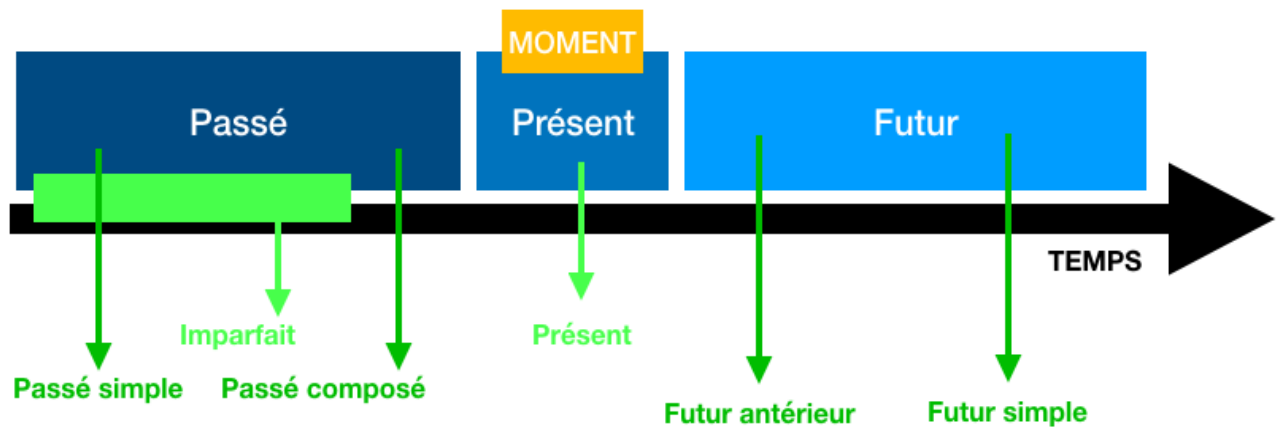 MOMENT
Passé
Présent
Futur
TEMPS
Imparfait
Présent
Passé simple
Passé composé
Futur antérieur
Futur simple